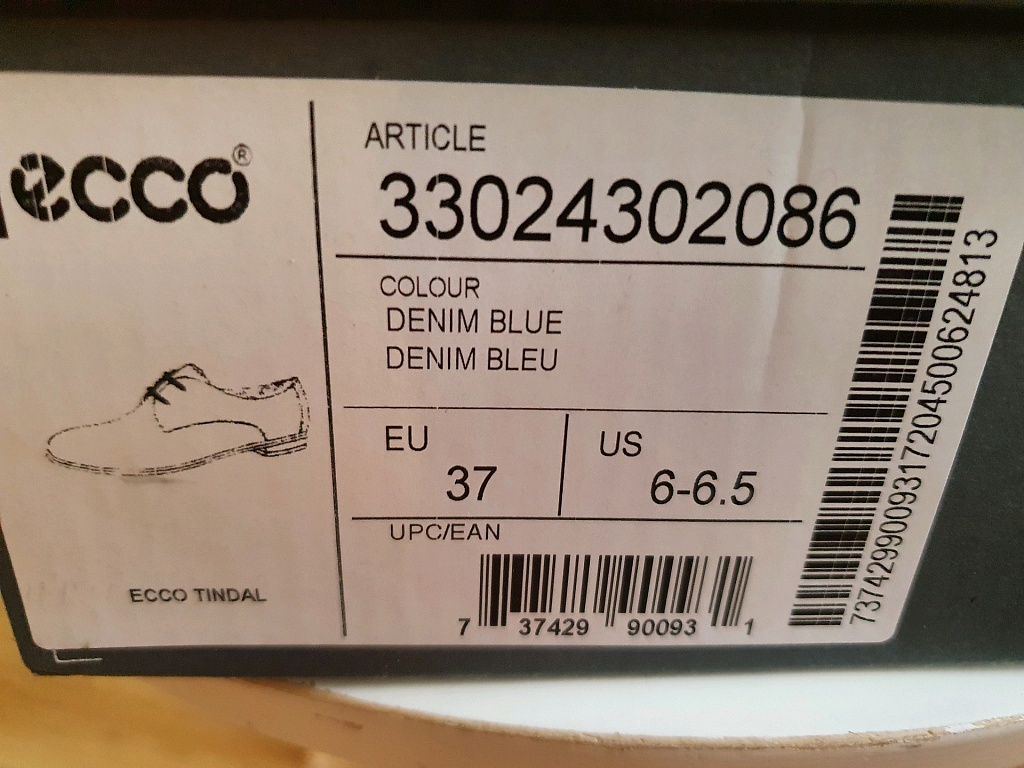 ecco®
ECCO TINDAL
ARTICLE
33024302086
COLOUR
DENIM BLUE
DENIM BLEU
EU
37
US
6-6.5
UPC/EAN
7 37429 90093 1
7374299009317204500624813